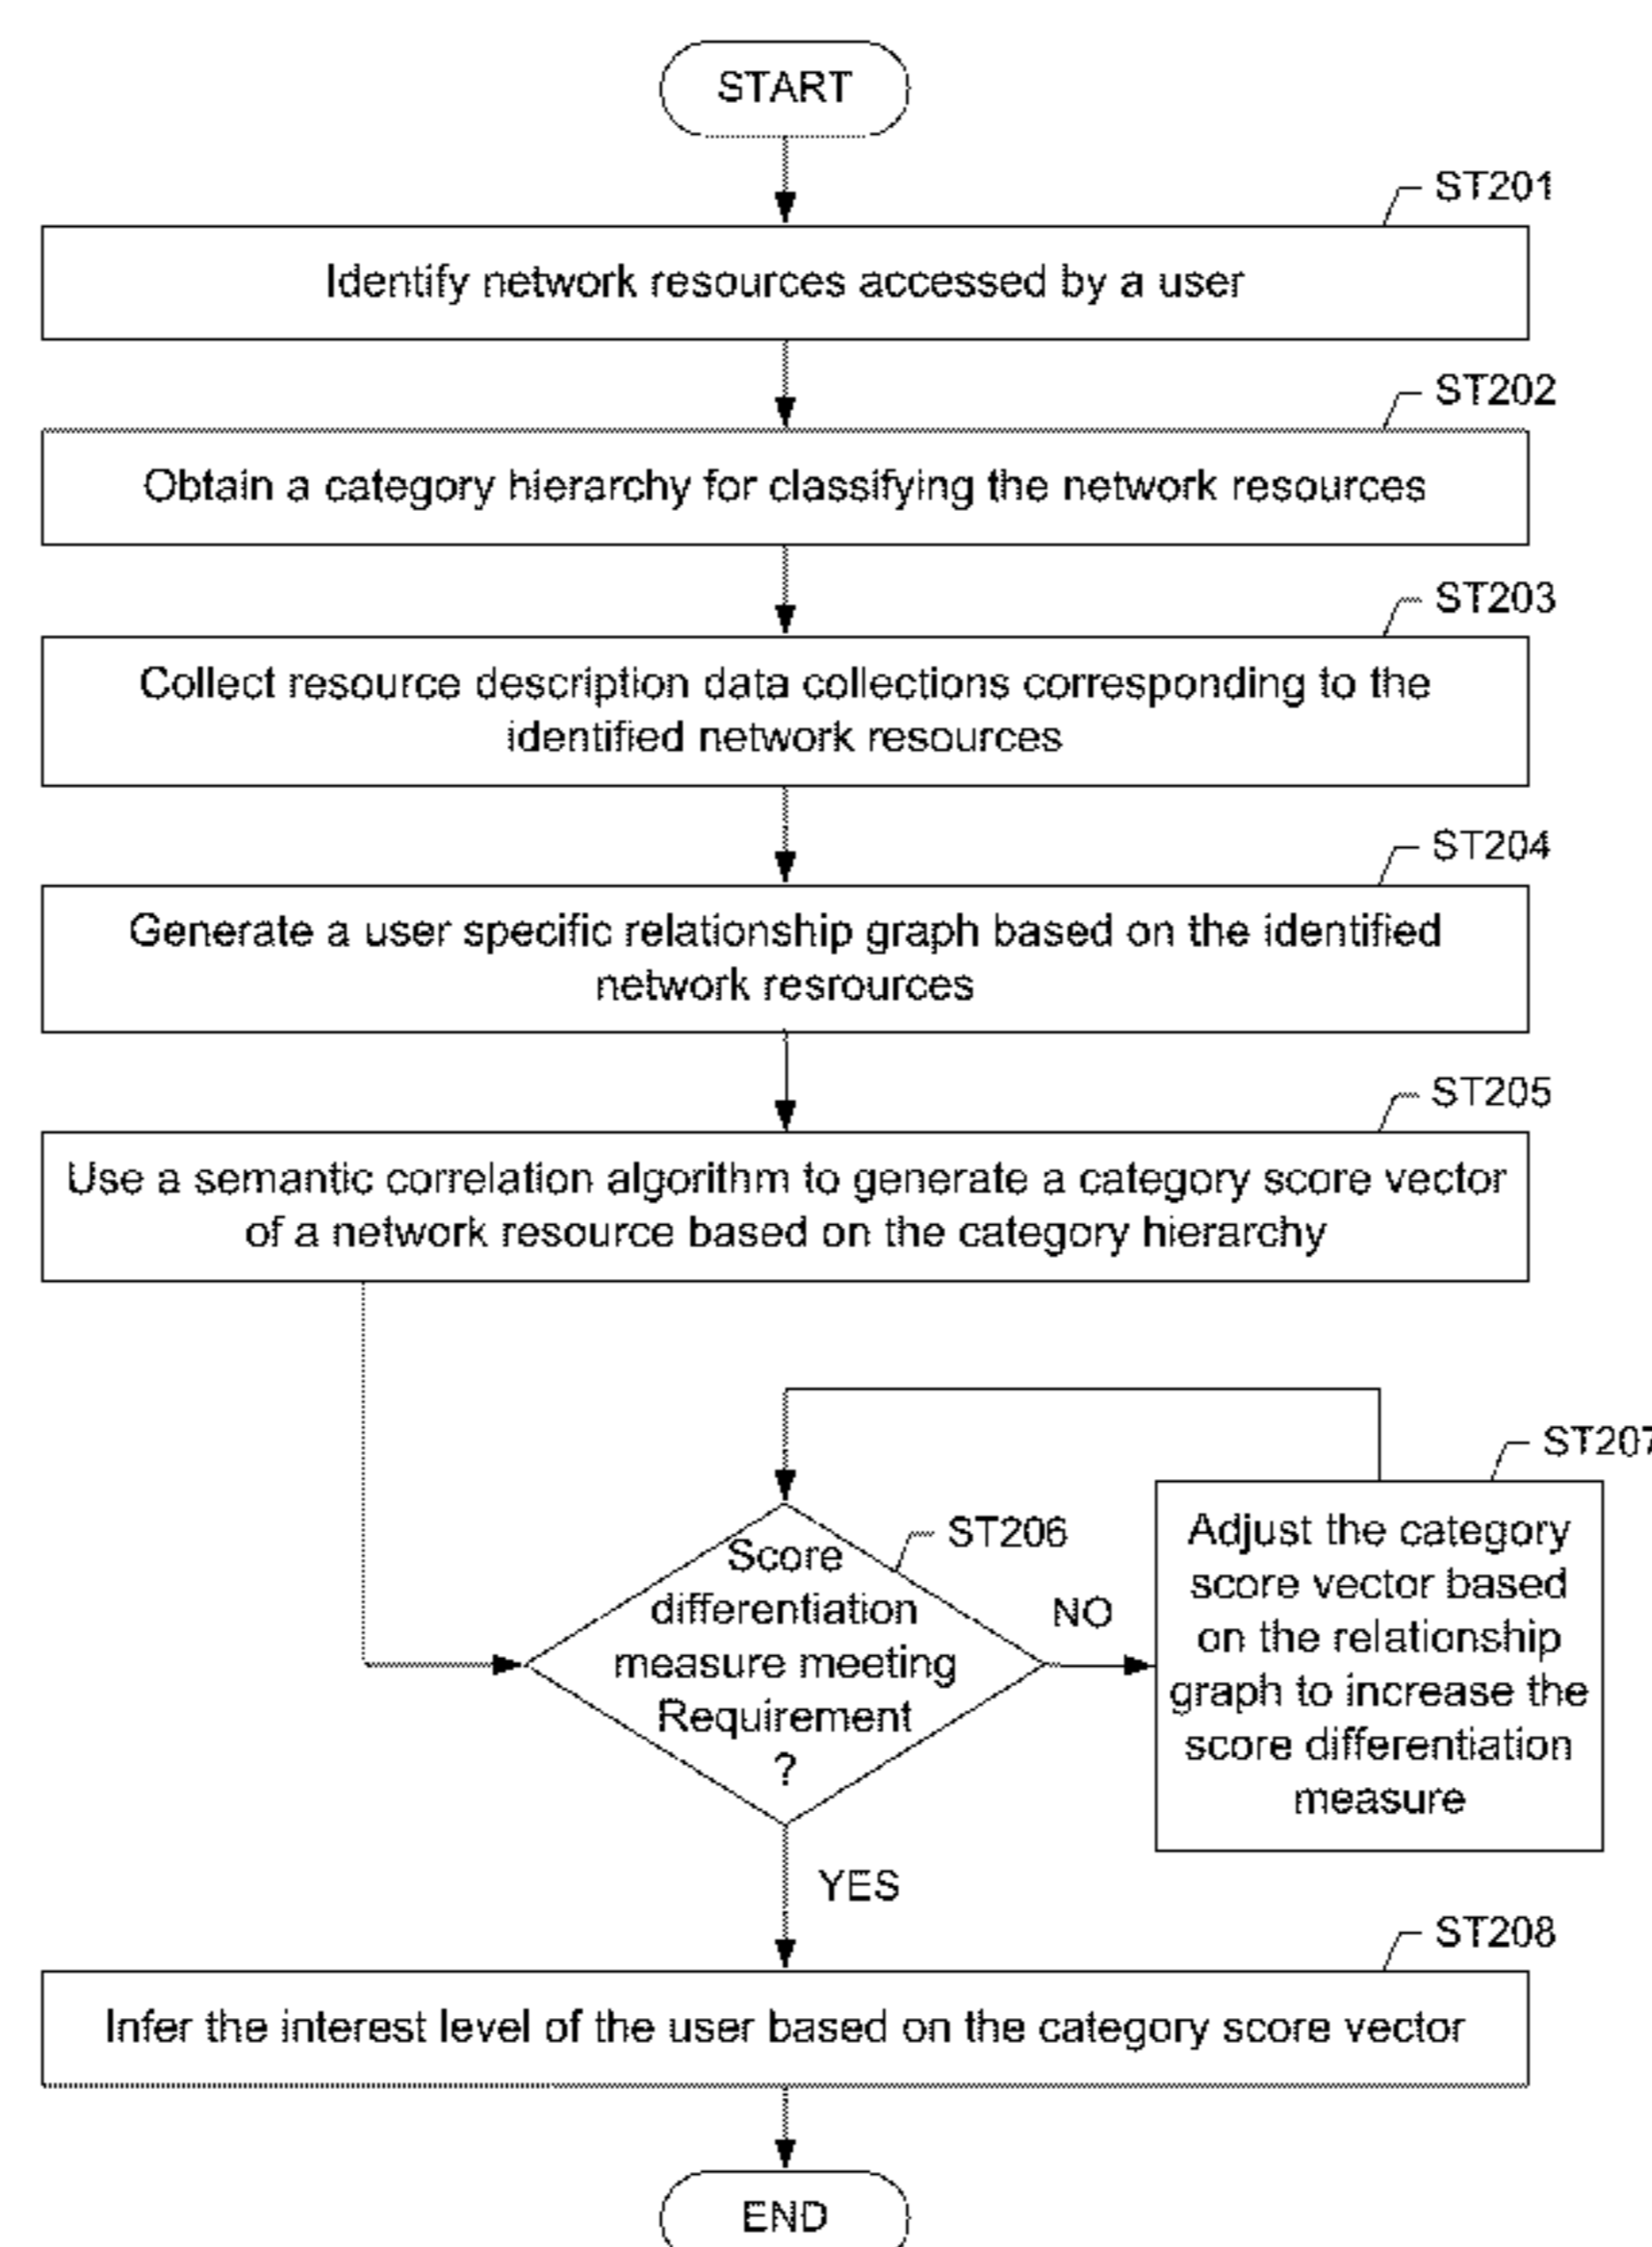 START
ST201
Identify network resources accessed by a user
ST202
Obtain a category hierarchy for classifying the network resources
ST203
Collect resource description data collections corresponding to the
identified network resources
ST204
Generate a user specific relationship graph based on the identified
network resrources
ST205
Use a semantic correlation algorithm to generate a category score vector
of a network resource based on the category hierarchy
ST206
Score
differentiation
measure meeting
Requirement
?
NO
ST207
Adjust the category
score vector based
on the relationship
graph to increase the
score differentiation
measure
YES
ST208
Infer the interest level of the user based on the category score vector
END